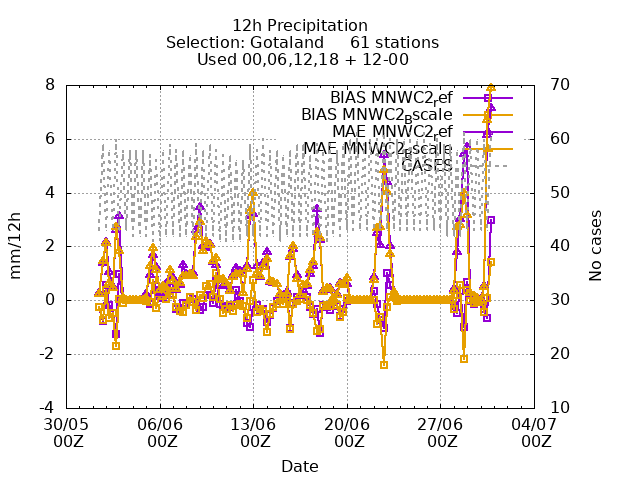 12h Precipitation
Selection: Gotaland     61 stations
Used 00,06,12,18 + 12-00
8
70
BIAS MNWC2_ref
BIAS MNWC2_Bscale
MAE MNWC2_ref
MAE MNWC2_Bscale
CASES
6
60
4
50
2
40
0
30
-2
20
-4
10
mm/12h
No cases
30/05 06/06 13/06 20/06 27/06 04/07
00Z 00Z 00Z 00Z 00Z 00Z
Date